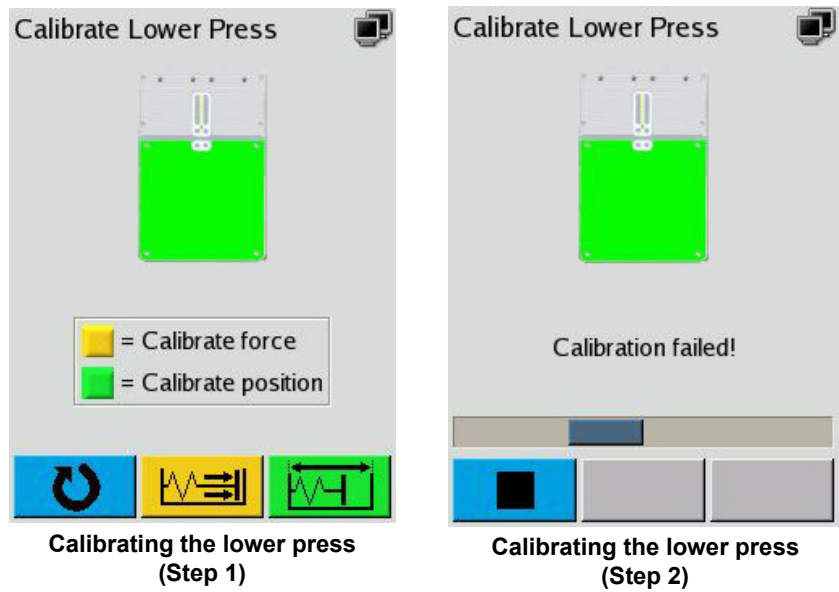 Calibrate Lower Press
= Calibrate force
= Calibrate position
Calibrating the lower press
(Step 1)
Calibrate Lower Press
Calibration failed!
Calibrating the lower press
(Step 2)